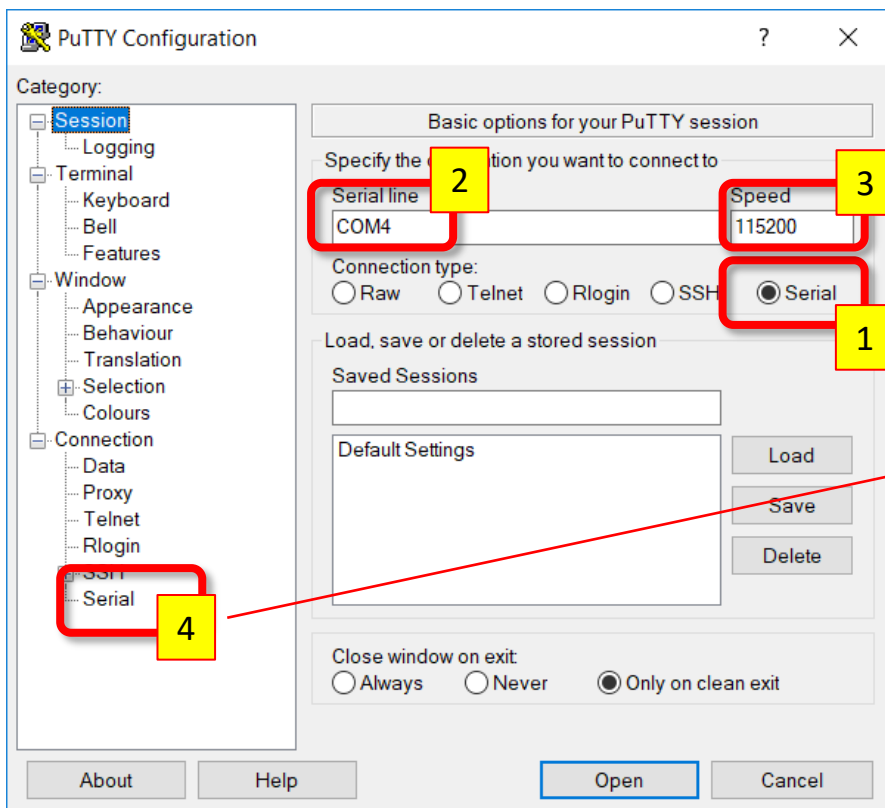 PuTTY Configuration
?
Category:
Session
Logging
Terminal
Keyboard
Bell
Features
Window
Appearance
Behaviour
Translation
Selection
Colours
Connection
Data
Proxy
Telnet
Rlogin
SSH
Serial
4
Basic options for your PuTTY session
Specify the you want to connect to
Serial line
2
Speed
3
COM4
115200
Connection type:
Raw Telnet Rlogin SSH Serial
1
Load, save or delete a stored session
Saved Sessions
Default Settings
Load
Save
Delete
Close window on exit:
Always Never Only on clean exit
About Help Open Cancel